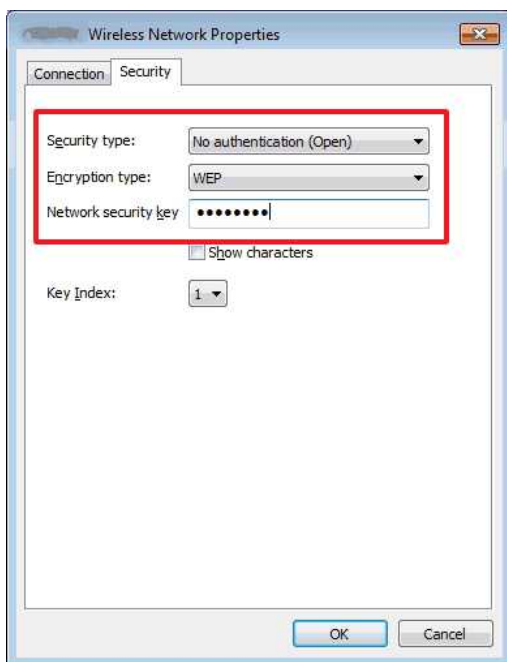 Wireless Network Properties
Connection Security
Security type: No authentication (Open)
Encryption type: WEP
Network security key ••••••••
Show characters
Key Index: 1
OK Cancel